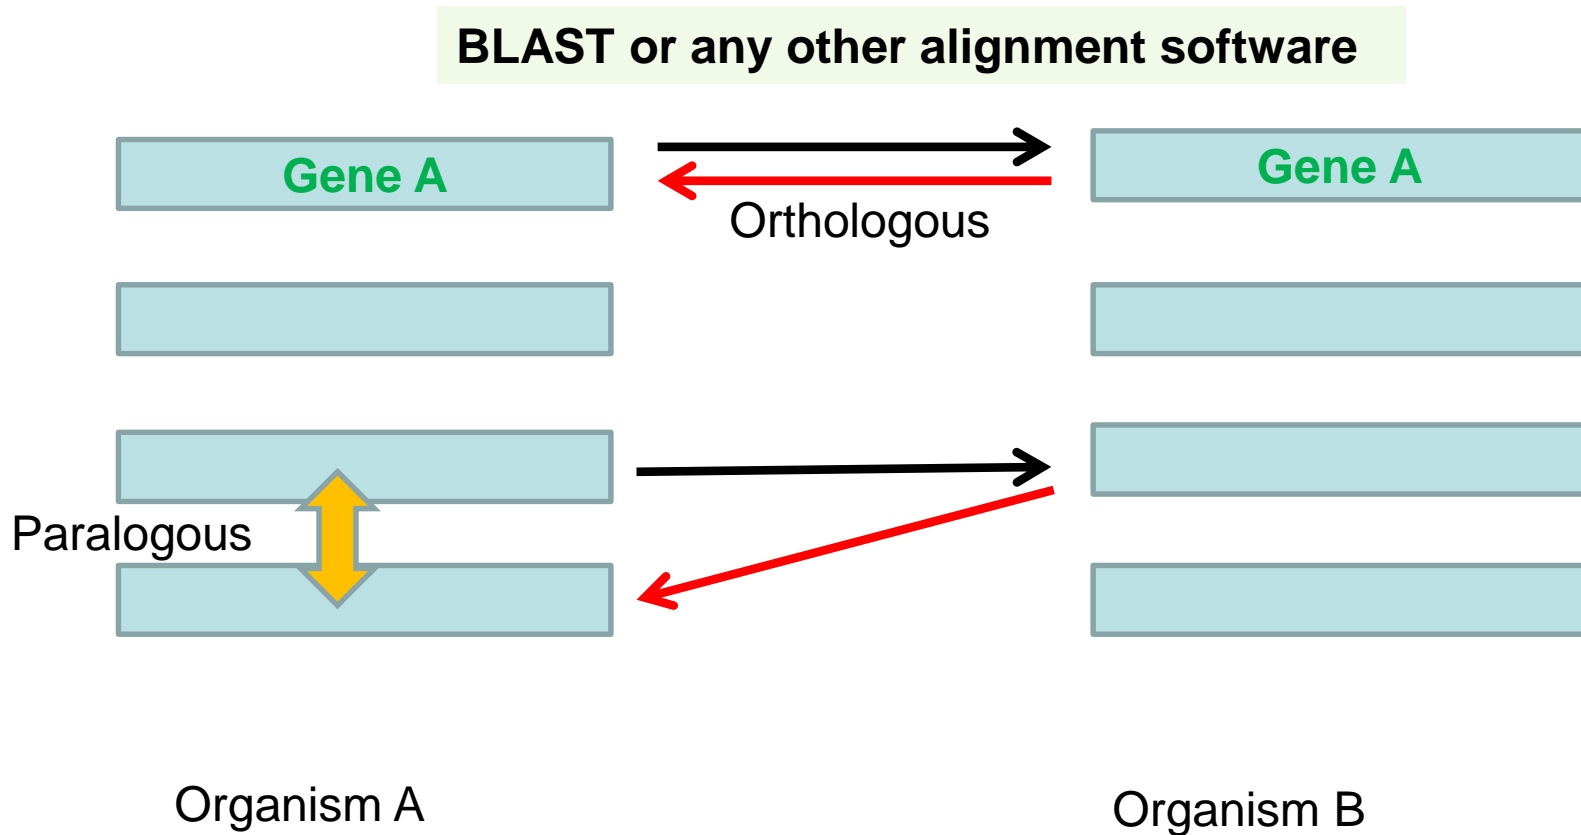 BLAST or any other alignment software
Gene A
Gene A
Orthologous
Paralogous
Organism A
Organism B